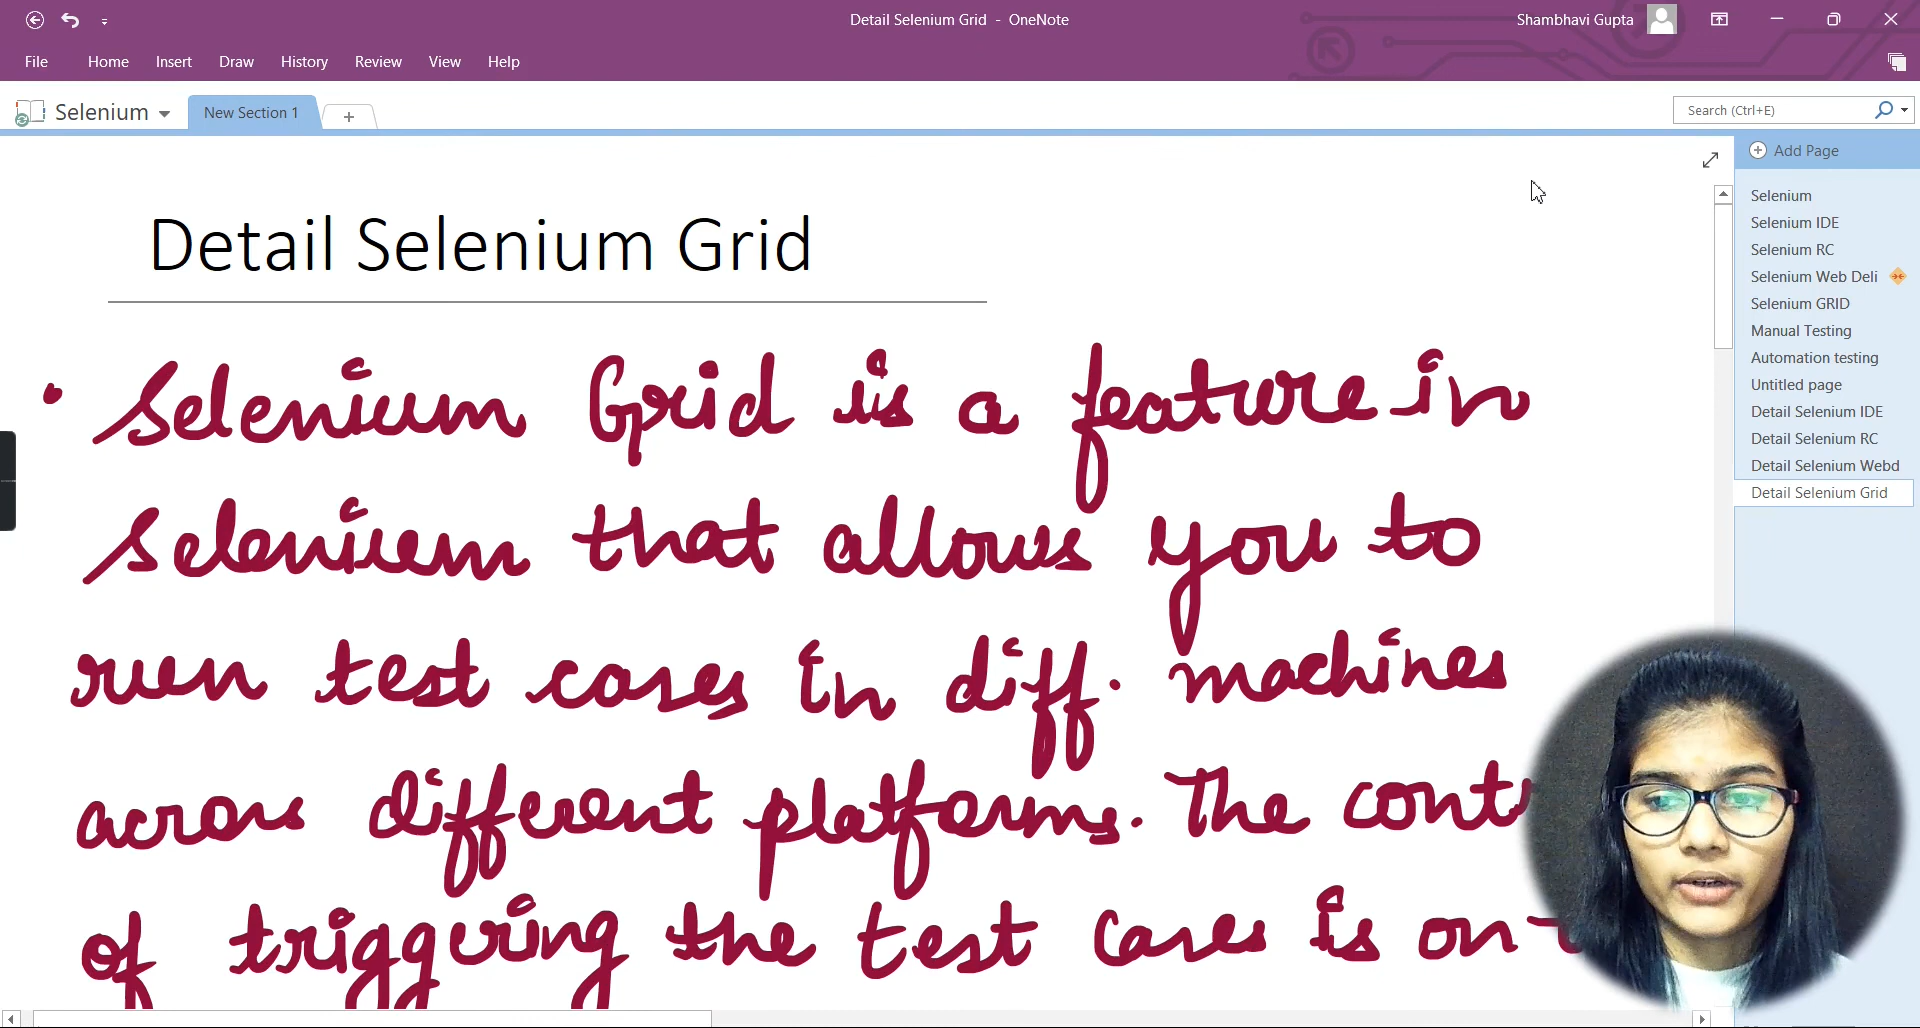 Detail Selenium Grid - OneNote
Shambhavi Gupta
File Home Insert Draw History Review View Help
Selenium
New Section 1
+
Search (Ctrl+E)
Add Page
Detail Selenium Grid
• Selenium Grid is a feature in
Selenium that allows you to
run test cases in diff. machines
across different platforms. The cont
of triggering the test cases is on
Selenium
Selenium IDE
Selenium RC
Selenium Web Deli
Selenium GRID
Manual Testing
Automation testing
Untitled page
Detail Selenium IDE
Detail Selenium RC
Detail Selenium Webd
Detail Selenium Grid